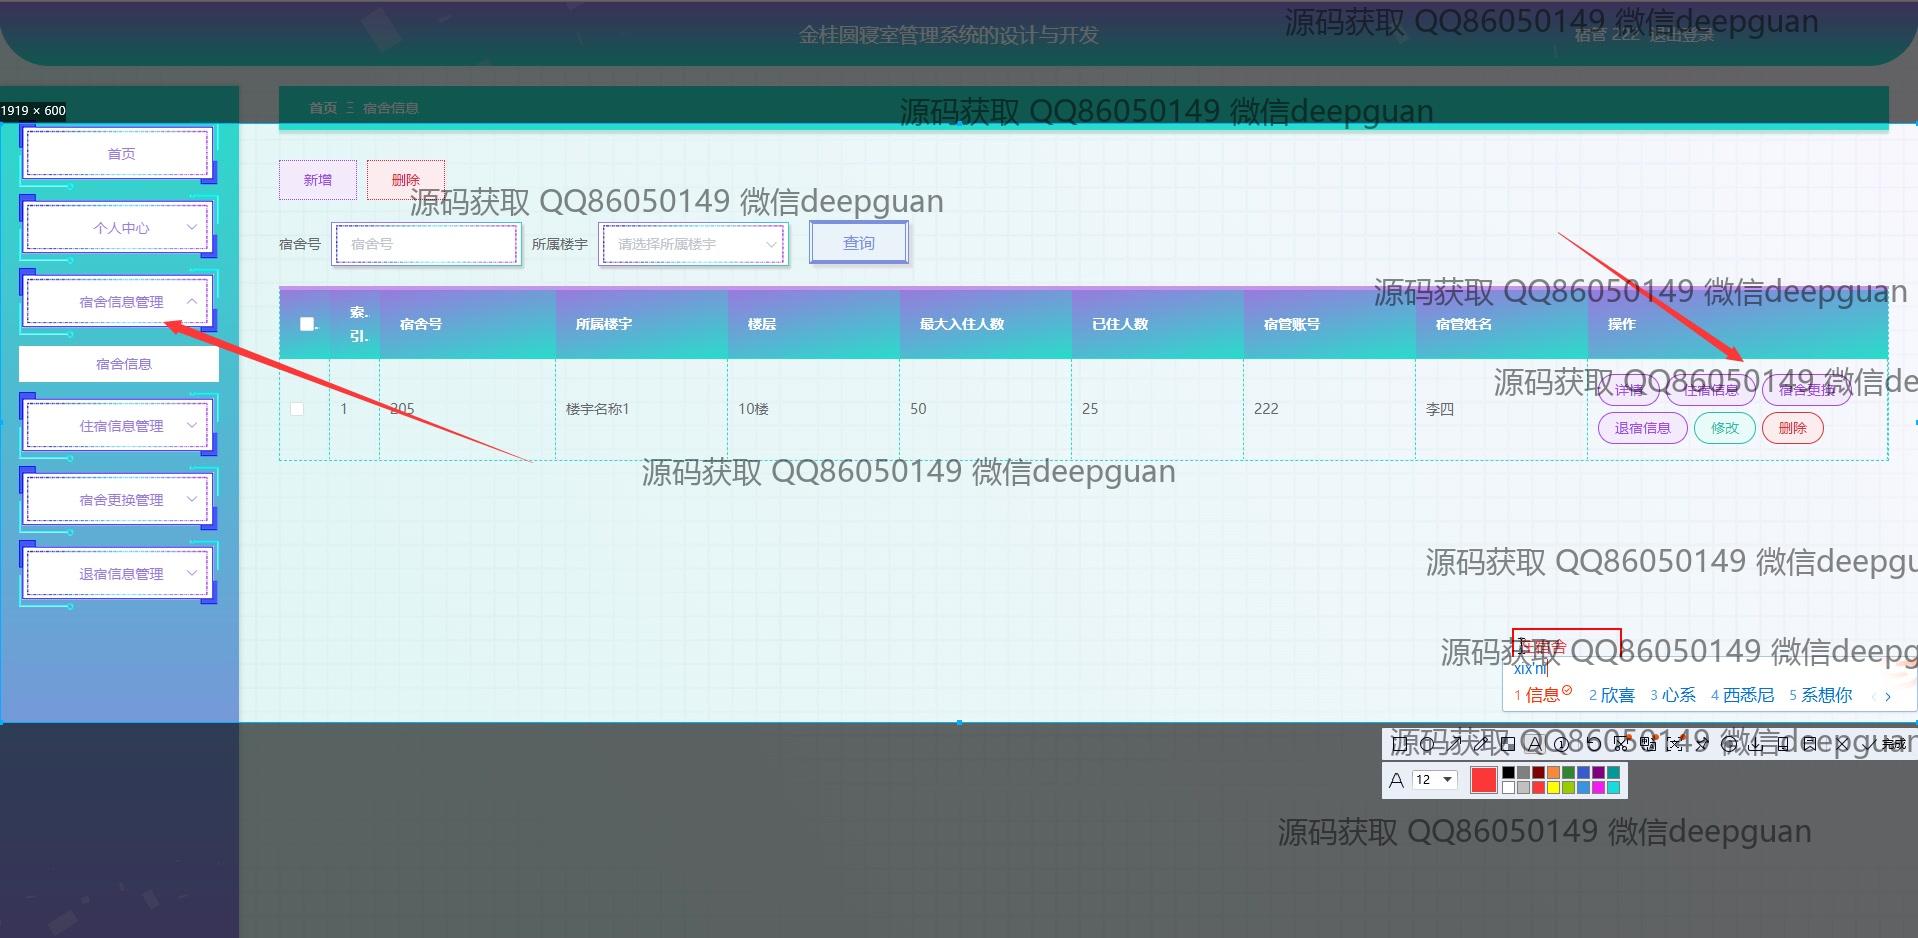 源码获取 QQ86050149 微信deepguan
金桂圆寝室管理系统的设计与开发
宿管 222 退出登录
1919 × 600
首页 Ξ 宿舍信息
源码获取 QQ86050149 微信deepguan
首页
个人中心
宿舍信息管理
宿舍信息
住宿信息管理
宿舍更换管理
退宿信息管理
新增 删除
源码获取 QQ86050149 微信deepguan
宿舍号 宿舍号 所属楼宇 请选择所属楼宇 查询
源码获取 QQ86050149 微信deepguan
索引. 宿舍号 所属楼宇 楼层 最大入住人数 已住人数 宿管账号 宿管姓名 操作
源码获取 QQ86050149 微信de
1 205 楼宇名称1 10楼 50 25 222 李四 详情 住宿信息 宿舍更换
退宿信息 修改 删除
源码获取 QQ86050149 微信deepguan
源码获取 QQ86050149 微信deepgu
源码获取 QQ86050149 微信deepg
宿舍
xix'ni
1 信息 2 欣喜 3 心系 4 西悉尼 5 系想你
源码获取 QQ86050149 微信deepguan
完成
A 12
源码获取 QQ86050149 微信deepguan